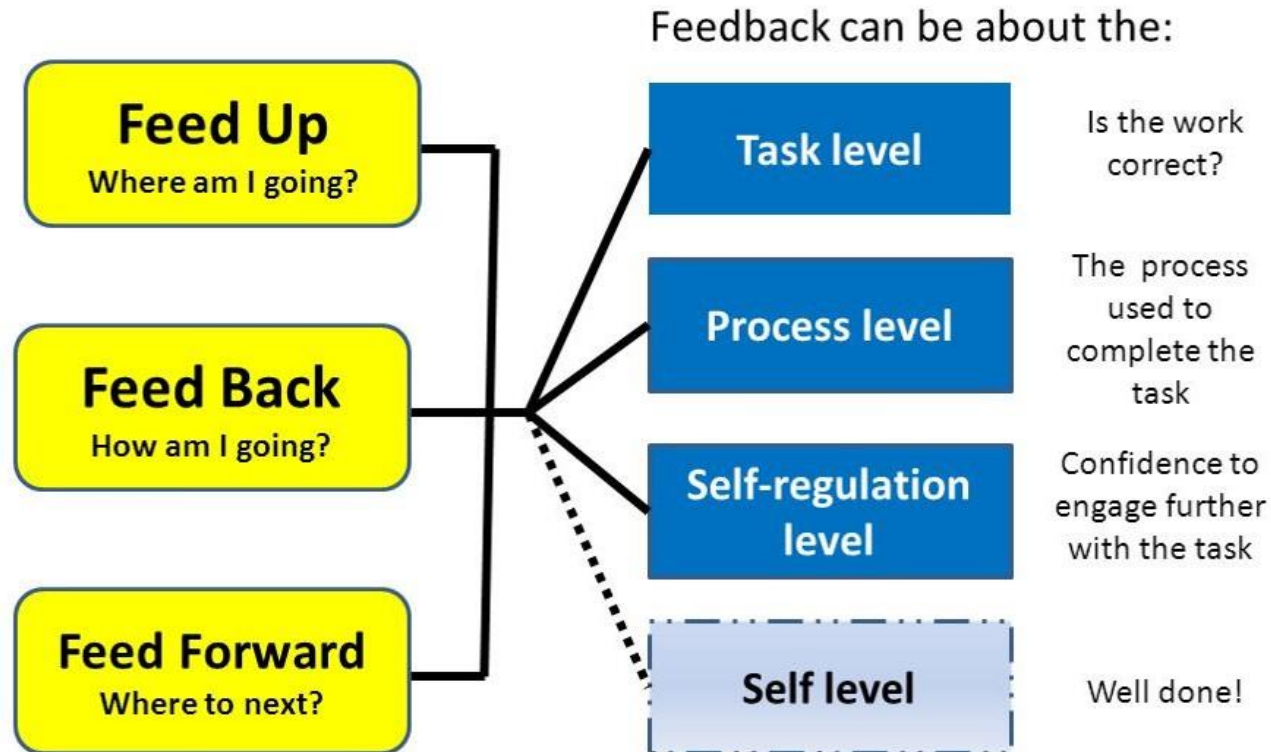 Feedback can be about the:
Feed Up
Where am I going?
Feed Back
How am I going?
Feed Forward
Where to next?
Task level
Is the work
correct?
Process level
The process
used to
complete the
task
Self-regulation
level
Confidence to
engage further
with the task
Self level
Well done!